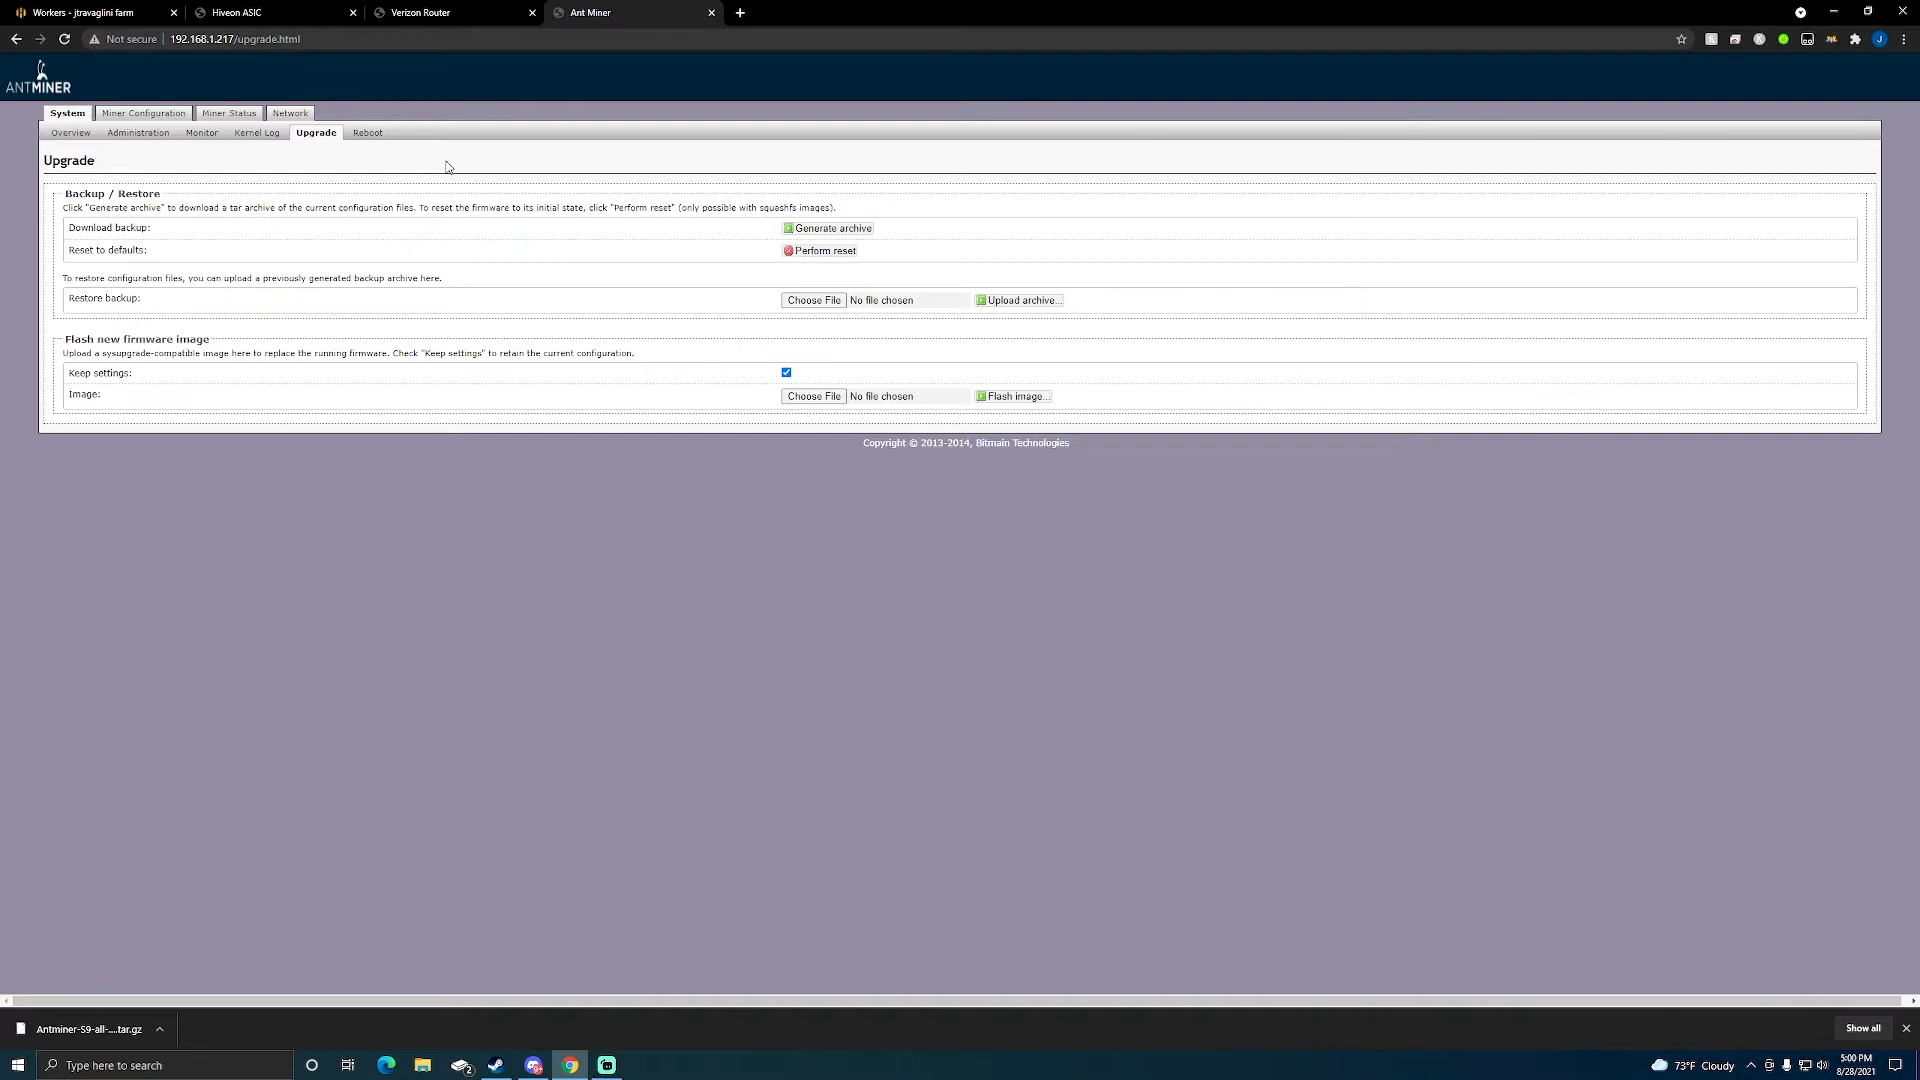 Workers - jtravaglini farm
Hiveon ASIC
Verizon Router
Ant Miner
Not secure
192.168.1.217/upgrade.html
ANTMINER
System
Miner Configuration
Miner Status
Network
Overview
Administration
Monitor
Kernel Log
Upgrade
Reboot
Upgrade
Backup / Restore
Click "Generate archive" to download a tar archive of the current configuration files. To reset the firmware to its initial state, click "Perform reset" (only possible with squashfs images).
Download backup:
Generate archive
Reset to defaults:
Perform reset
To restore configuration files, you can upload a previously generated backup archive here.
Restore backup:
Choose File No file chosen
Upload archive...
Flash new firmware image
Upload a sysupgrade-compatible image here to replace the running firmware. Check "Keep settings" to retain the current configuration.
Keep settings:
Image:
Choose File No file chosen
Flash image...
Copyright © 2013-2014, Bitmain Technologies
Antminer-S9-all-....tar.gz
Show all
Type here to search
2
9+
73°F Cloudy
5:00 PM
8/28/2021